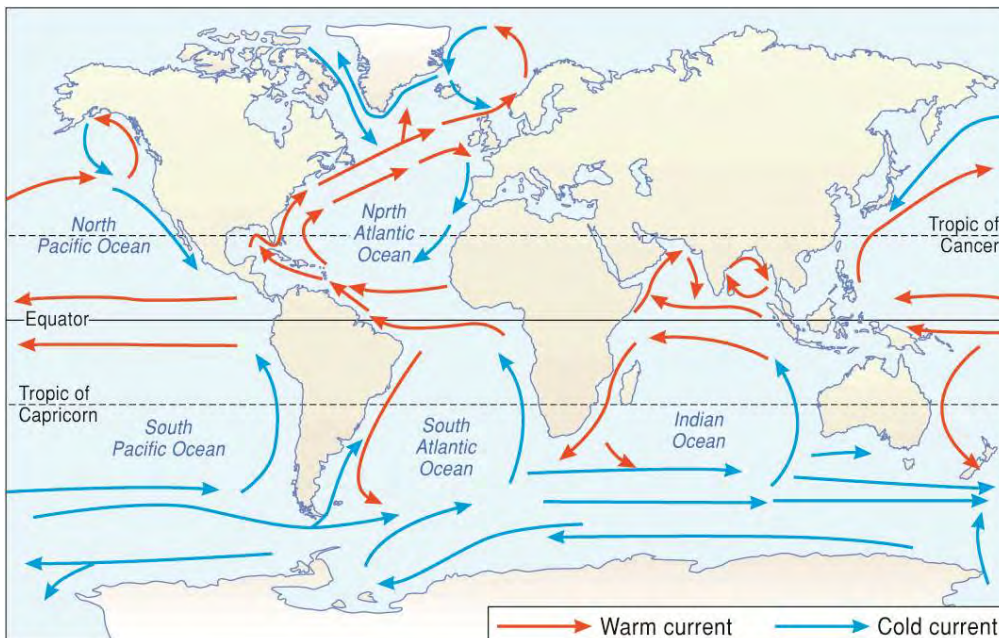 North
Pacific Ocean
Nprth
Atlantic
Ocean
Tropic of
Cancer
Equator
Tropic of
Capricorn
South
Pacific Ocean
South
Atlantic
Ocean
Indian
Ocean
Warm current
Cold current